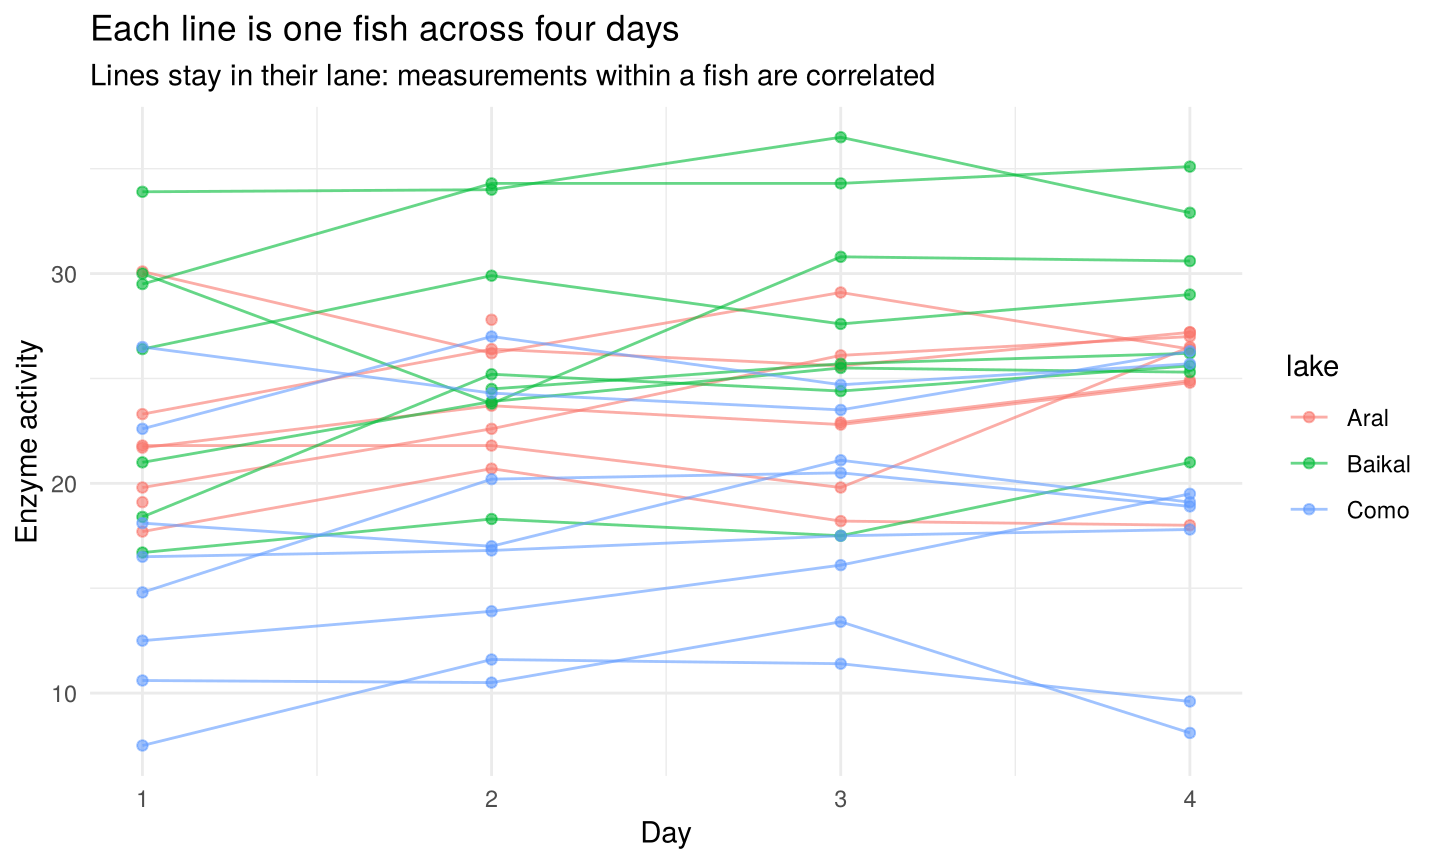 Each line is one fish across four days
Lines stay in their lane: measurements within a fish are correlated
30
20
10
Enzyme activity
1 2 3 4
Day
lake
Aral
Baikal
Como